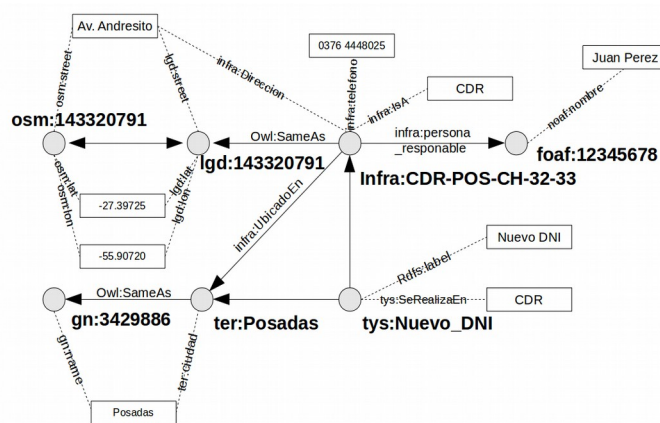 Av. Andresito
0376 4448025
Juan Perez
CDR
osm:street
lgd:street
infra:Direccion
infra:telefono
infra:IsA
noaf:nombre
osm:143320791
Owl:SameAs
infra:persona
_responable
lgd:143320791
foaf:12345678
Infra:CDR-POS-CH-32-33
osm:lat
osm:lon
lgd:lat
lgd:lon
-27.39725
-55.90720
infra:UbicadoEn
Nuevo DNI
Rdfs:label
Owl:SameAs
tys:SeRealizaEn
CDR
gn:3429886
ter:Posadas
tys:Nuevo_DNI
gn:name
ter:ciudad
Posadas